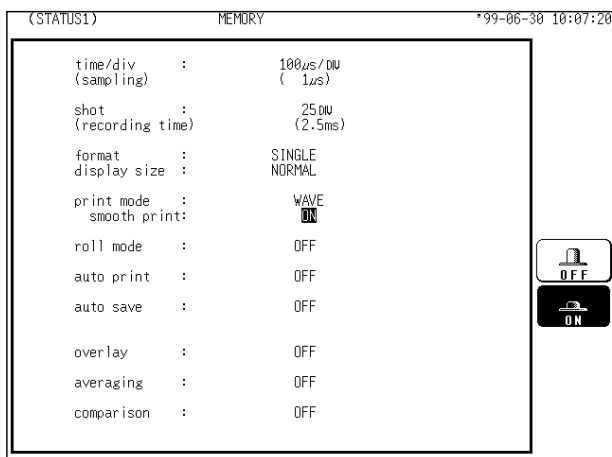 (STATUS1) MEMORY '99-06-30 10:07:20
time/div : 100µs/DIV
(sampling) ( 1µs)
shot : 25DIV
(recording time) (2.5ms)
format : SINGLE
display size : NORMAL
print mode : WAVE
smooth print: ON
roll mode : OFF
auto print : OFF
auto save : OFF
overlay : OFF
averaging : OFF
comparison : OFF
OFF
ON